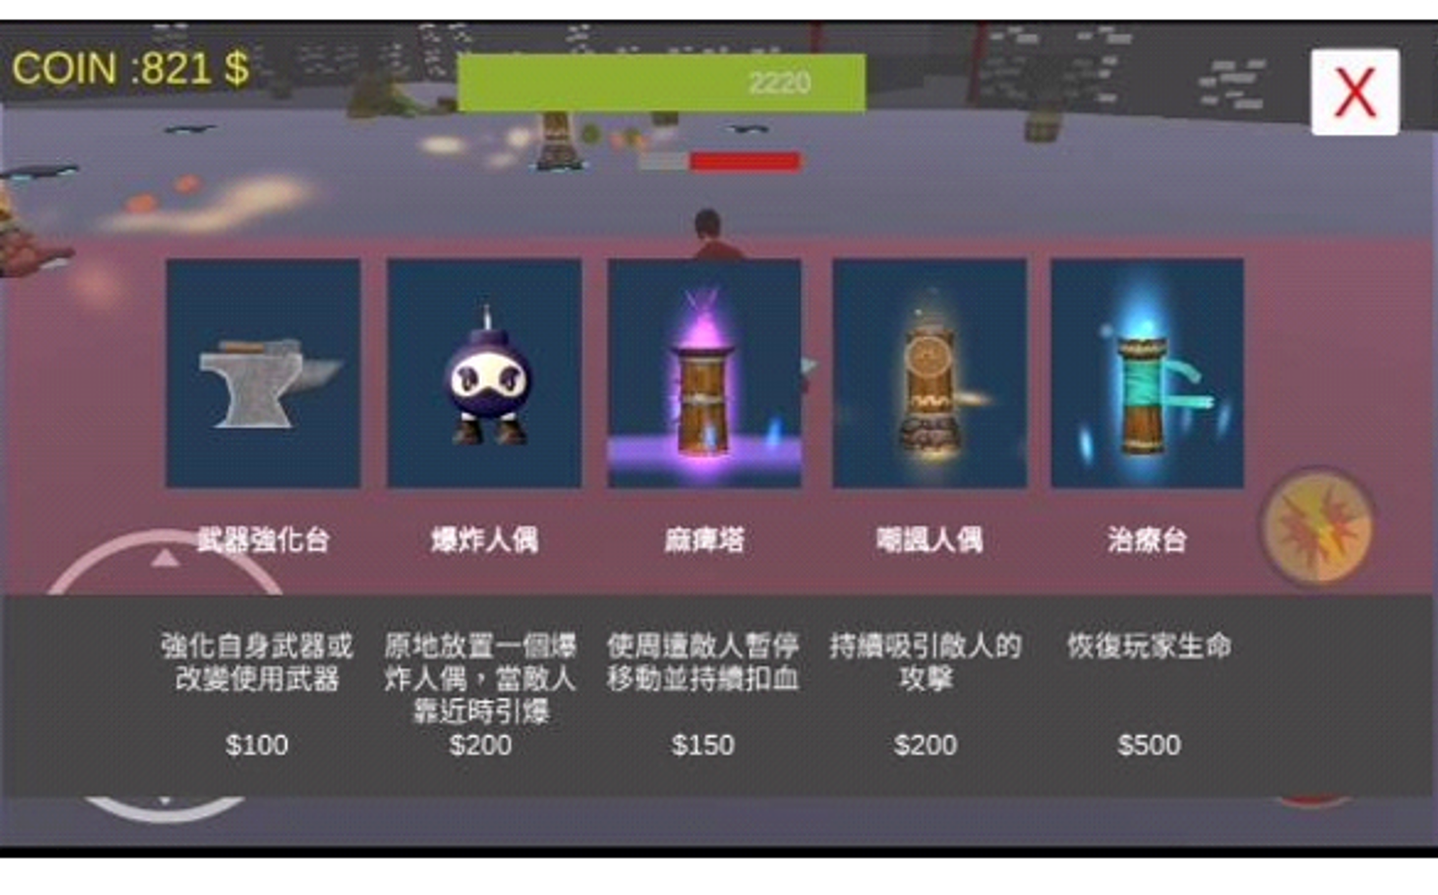 COIN :821 $
2220
X
武器強化台
爆炸人偶
麻痺塔
嘲諷人偶
治療台
強化自身武器或
改變使用武器
$100
原地放置一個爆
炸人偶，當敵人
靠近時引爆
$200
使周遭敵人暫停
移動並持續扣血
$150
持續吸引敵人的
攻擊
$200
恢復玩家生命
$500